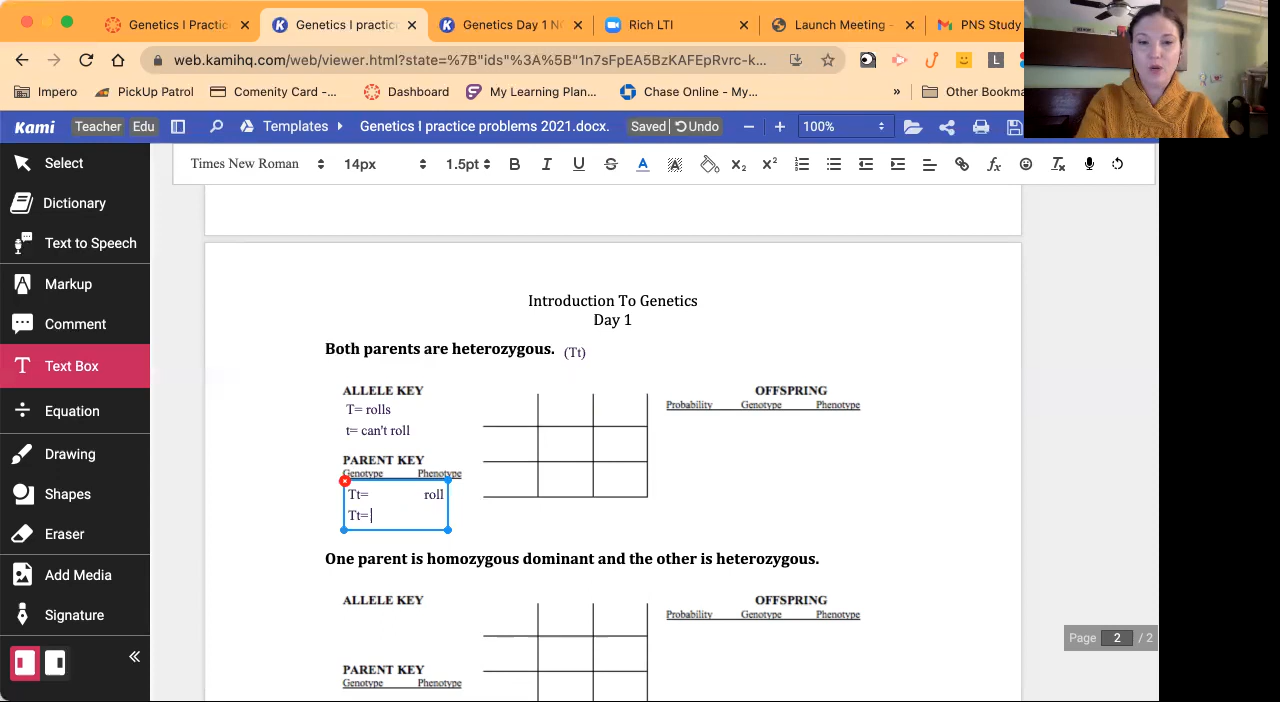 Genetics I Practic
Genetics I practic
Genetics Day 1 NO
Rich LTI
Launch Meeting -
PNS Study
web.kamihq.com/web/viewer.html?state=%7B"ids"%3A%5B"1n7sFpEA5BzKAFEpRvrc-k...
Impero
PickUp Patrol
Comenity Card -...
Dashboard
My Learning Plan...
Chase Online - My...
»
Other Bookma
Kami
Teacher
Edu
Templates
Genetics I practice problems 2021.docx.
Saved
Undo
100%
Select
Dictionary
Text to Speech
Markup
Comment
Text Box
Equation
Drawing
Shapes
Eraser
Add Media
Signature
Times New Roman
14px
1.5pt
Introduction To Genetics
Day 1
Both parents are heterozygous. (Tt)
ALLELE KEY
T= rolls
t= can't roll
PARENT KEY
Genotype Phenotype
Tt= roll
Tt=
OFFSPRING
Probability Genotype Phenotype
One parent is homozygous dominant and the other is heterozygous.
ALLELE KEY
PARENT KEY
Genotype Phenotype
OFFSPRING
Probability Genotype Phenotype
Page 2 / 2